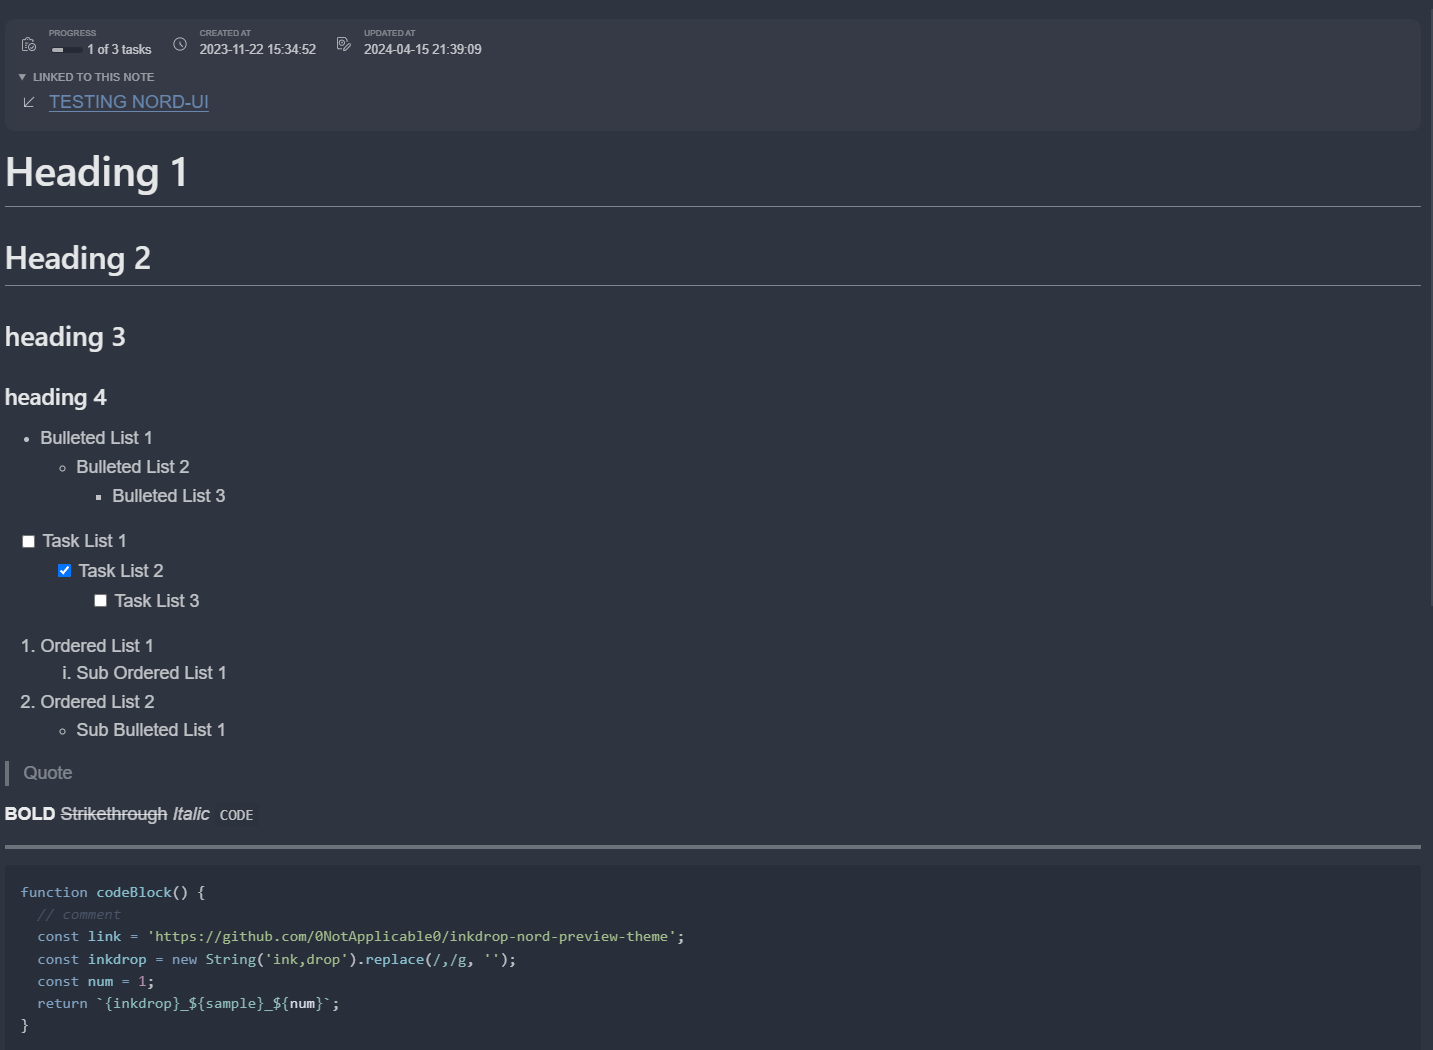 PROGRESS
1 of 3 tasks
CREATED AT
2023-11-22 15:34:52
UPDATED AT
2024-04-15 21:39:09
LINKED TO THIS NOTE
TESTING NORD-UI
Heading 1
Heading 2
heading 3
heading 4
Bulleted List 1
Bulleted List 2
Bulleted List 3
Task List 1
Task List 2
Task List 3
1. Ordered List 1
i. Sub Ordered List 1
2. Ordered List 2
Sub Bulleted List 1
Quote
BOLD Strikethrough Italic CODE
function codeBlock() {
  // comment
  const link = 'https://github.com/0NotApplicable0/inkdrop-nord-preview-theme';
  const inkdrop = new String('ink,drop').replace(/,/g, '');
  const num = 1;
  return `{inkdrop}_${sample}_${num}`;
}